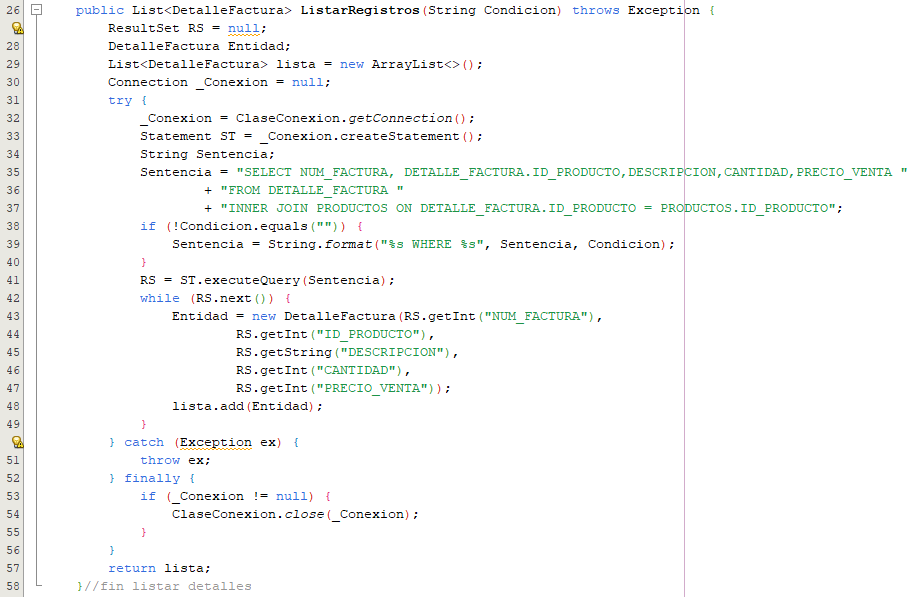 26 public List<DetalleFactura> ListarRegistros(String Condicion) throws Exception {
ResultSet RS = null;
28 DetalleFactura Entidad;
29 List<DetalleFactura> lista = new ArrayList<>();
30 Connection _Conexion = null;
31 try {
32 _Conexion = ClaseConexion.getConnection();
33 Statement ST = _Conexion.createStatement();
34 String Sentencia;
35 Sentencia = "SELECT NUM_FACTURA, DETALLE_FACTURA.ID_PRODUCTO,DESCRIPCION,CANTIDAD,PRECIO_VENTA "
36 + "FROM DETALLE_FACTURA "
37 + "INNER JOIN PRODUCTOS ON DETALLE_FACTURA.ID_PRODUCTO = PRODUCTOS.ID_PRODUCTO";
38 if (!Condicion.equals("")) {
39 Sentencia = String.format("%s WHERE %s", Sentencia, Condicion);
40 }
41 RS = ST.executeQuery(Sentencia);
42 while (RS.next()) {
43 Entidad = new DetalleFactura(RS.getInt("NUM_FACTURA"),
44 RS.getInt("ID_PRODUCTO"),
45 RS.getString("DESCRIPCION"),
46 RS.getInt("CANTIDAD"),
47 RS.getInt("PRECIO_VENTA"));
48 lista.add(Entidad);
49 }
} catch (Exception ex) {
51 throw ex;
52 } finally {
53 if (_Conexion != null) {
54 ClaseConexion.close(_Conexion);
55 }
56 }
57 return lista;
58 }//fin listar detalles